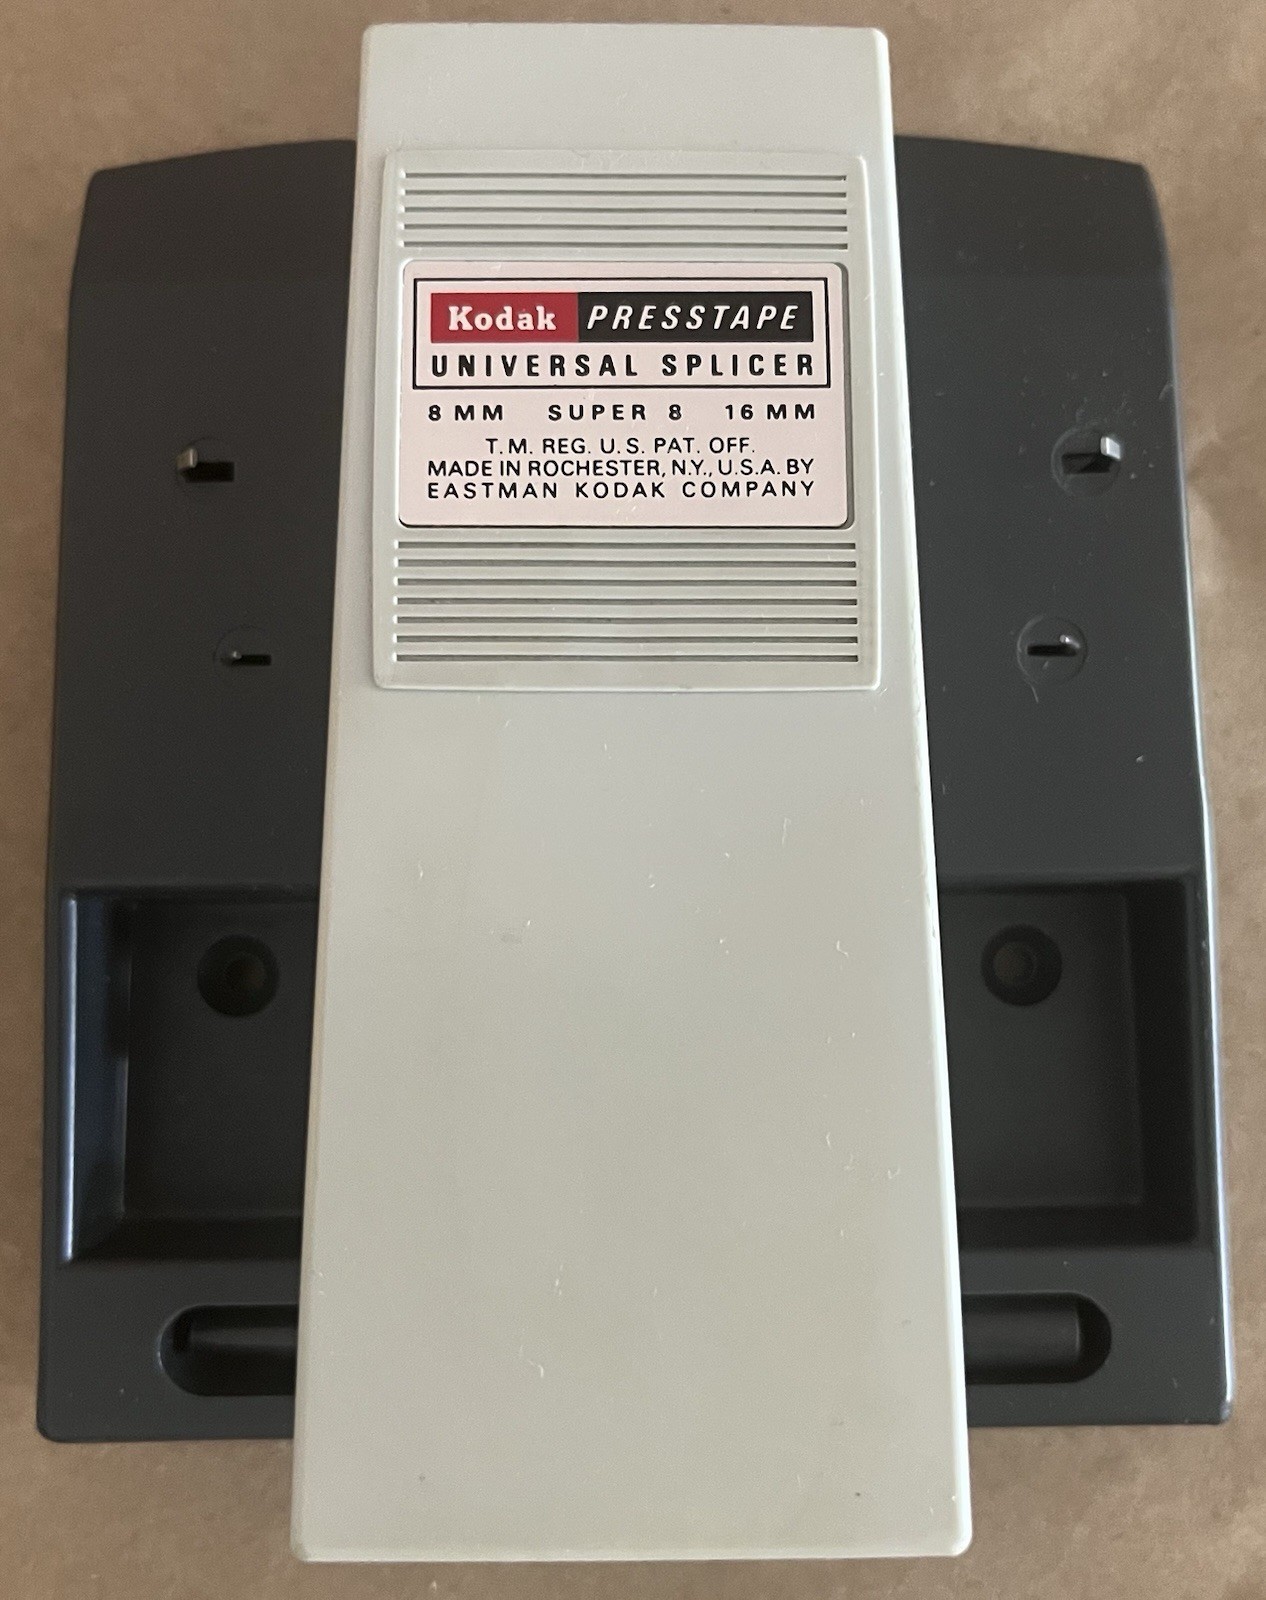 Kodak PRESSTAPE
UNIVERSAL SPLICER
8 MM SUPER 8 16 MM
T.M. REG. U.S. PAT. OFF.
MADE IN ROCHESTER, N.Y., U.S.A. BY
EASTMAN KODAK COMPANY